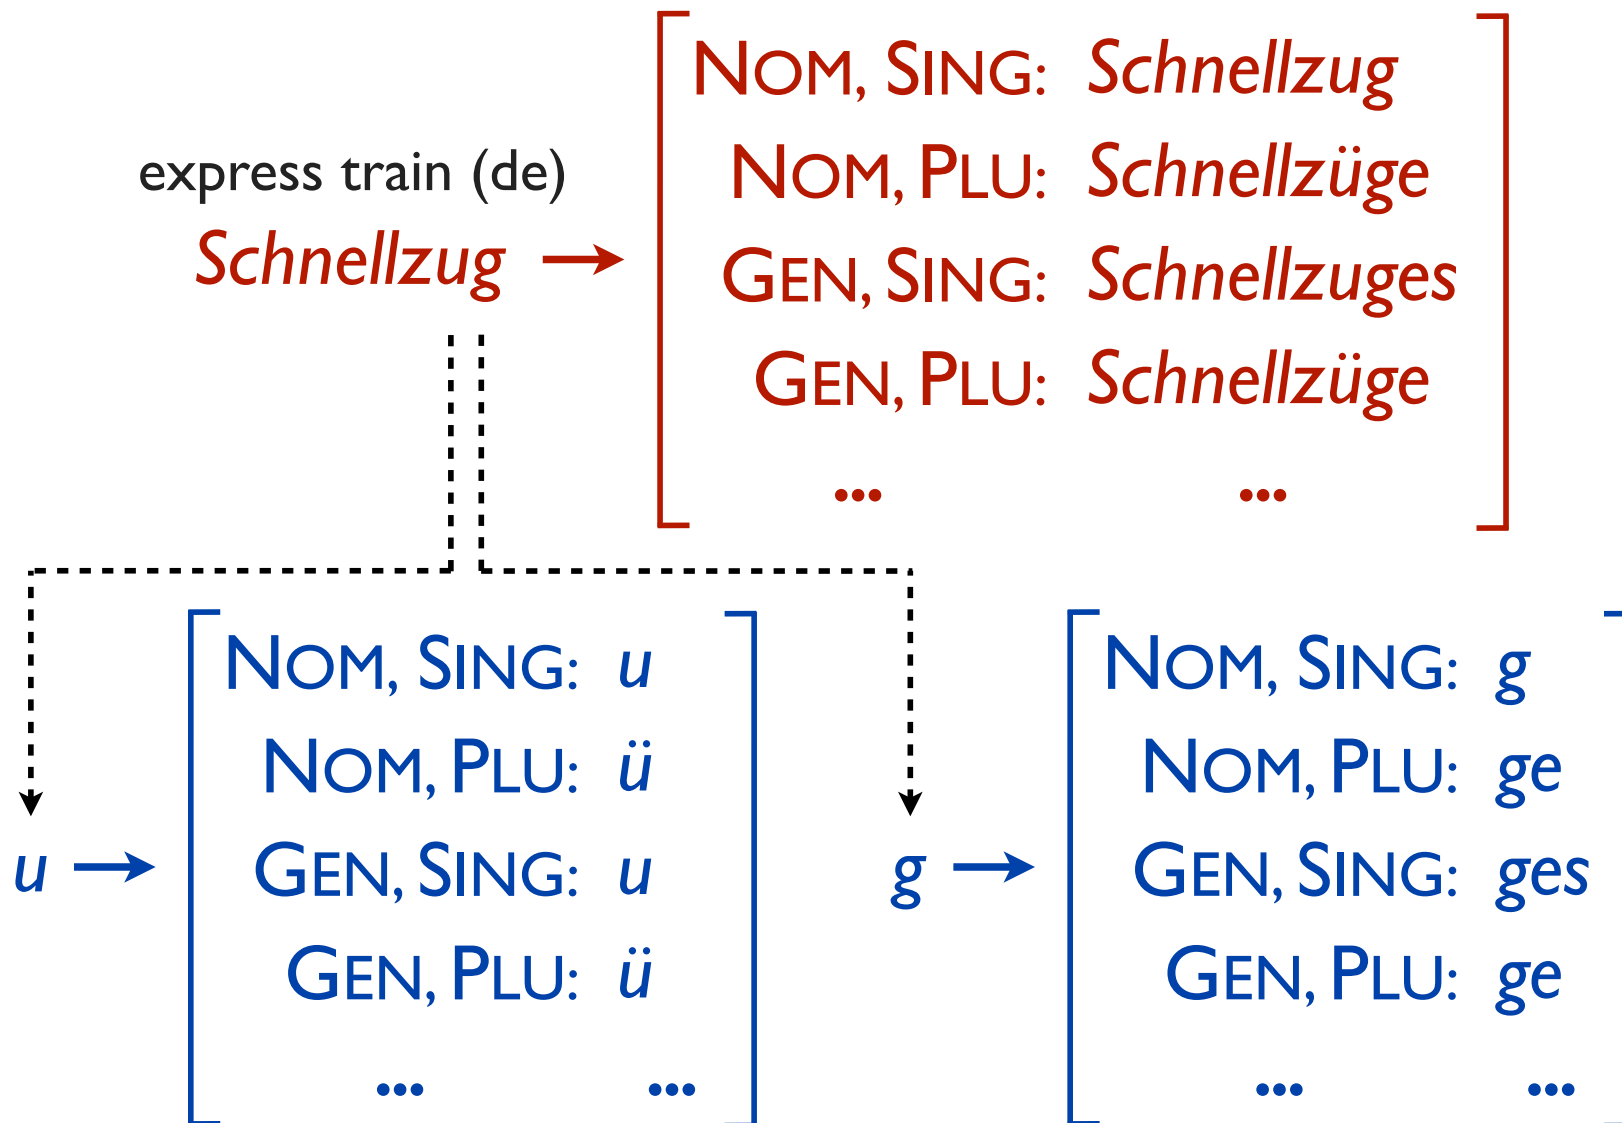 express train (de)
Schnellzug
NOM, SING: Schnellzug
NOM, PLU: Schnellzüge
GEN, SING: Schnellzuges
GEN, PLU: Schnellzüge
... ...
u
NOM, SING: u
NOM, PLU: ü
GEN, SING: u
GEN, PLU: ü
... ...
g
NOM, SING: g
NOM, PLU: ge
GEN, SING: ges
GEN, PLU: ge
... ...